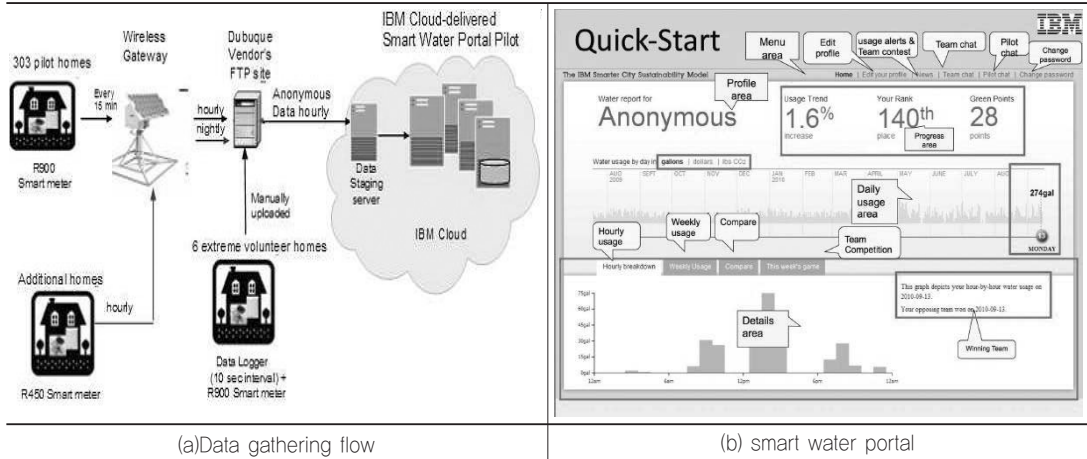 IBM Cloud-delivered
Smart Water Portal Pilot
Wireless
Gateway
Dubuque
Vendor's
FTP site
303 pilot homes
Every
15 min
hourly
nightly
Anonymous
Data hourly
R900
Smart meter
Data
Staging
server
IBM Cloud
Manually
uploaded
6 extreme volunteer homes
Additional homes
hourly
R450 Smart meter
Data Logger
(10 sec interval) +
R900 Smart meter
(a)Data gathering flow
IBM
Quick-Start
Menu
area
Edit
profile
usage alerts &
Team contest
Team chat
Pilot
chat
Change
password
The IBM Smarter City Sustainability Model
Home | Edit your profile | News | Team chat | Pilot chat | Change password
Profile
area
Water report for
Anonymous
Usage Trend
1.6%
increase
Your Rank
140th
place
Progress
area
Green Points
28
points
Water usage by day in gallons | dollars | lbs CO2
AUG
2009
SEPT
OCT
NOV
DEC
JAN
2010
FEB
MAR
APRIL
MAY
JUNE
JULY
AUG
274gal
Daily
usage
area
13
MONDAY
Hourly
usage
Weekly
usage
Compare
Team
Competition
Hourly breakdown
Weekly Usage
Compare
This week's game
75gal
60gal
45gal
30gal
15gal
0gal
12am
6am
12pm
6am
12am
Details
area
This graph depicts your hour-by-hour water usage on
2010-09-13.
Your opposing team won on 2010-09-13.
Winning Team
(b) smart water portal